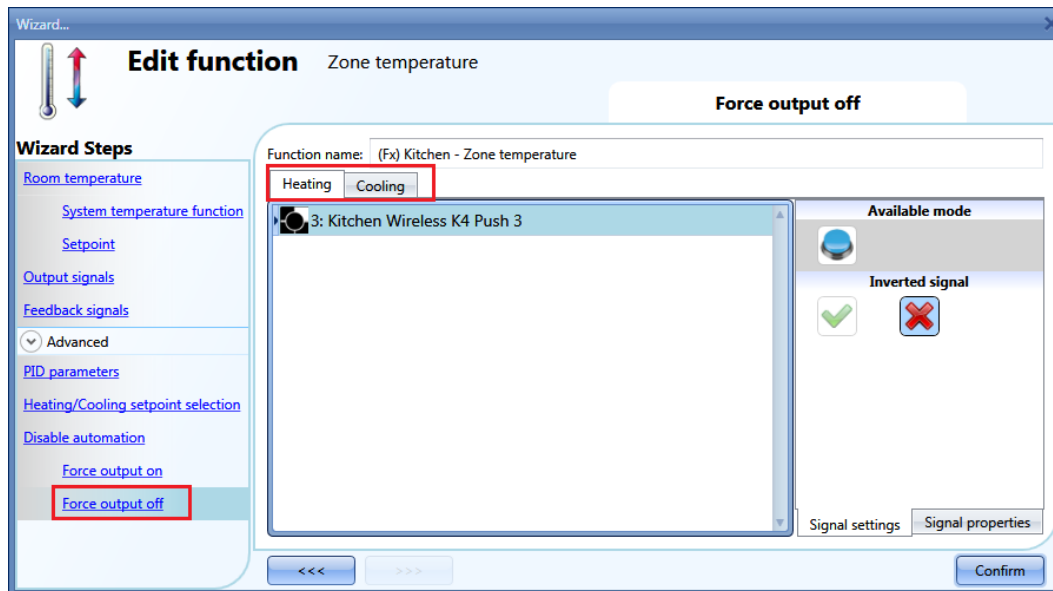 Wizard...
Edit function Zone temperature
Force output off
Wizard Steps
Function name: (Fx) Kitchen - Zone temperature
Room temperature
System temperature function
Setpoint
Output signals
Feedback signals
Advanced
PID parameters
Heating/Cooling setpoint selection
Disable automation
Force output on
Force output off
Heating Cooling
3: Kitchen Wireless K4 Push 3
Available mode
Inverted signal
Signal settings Signal properties
<<< >>> Confirm